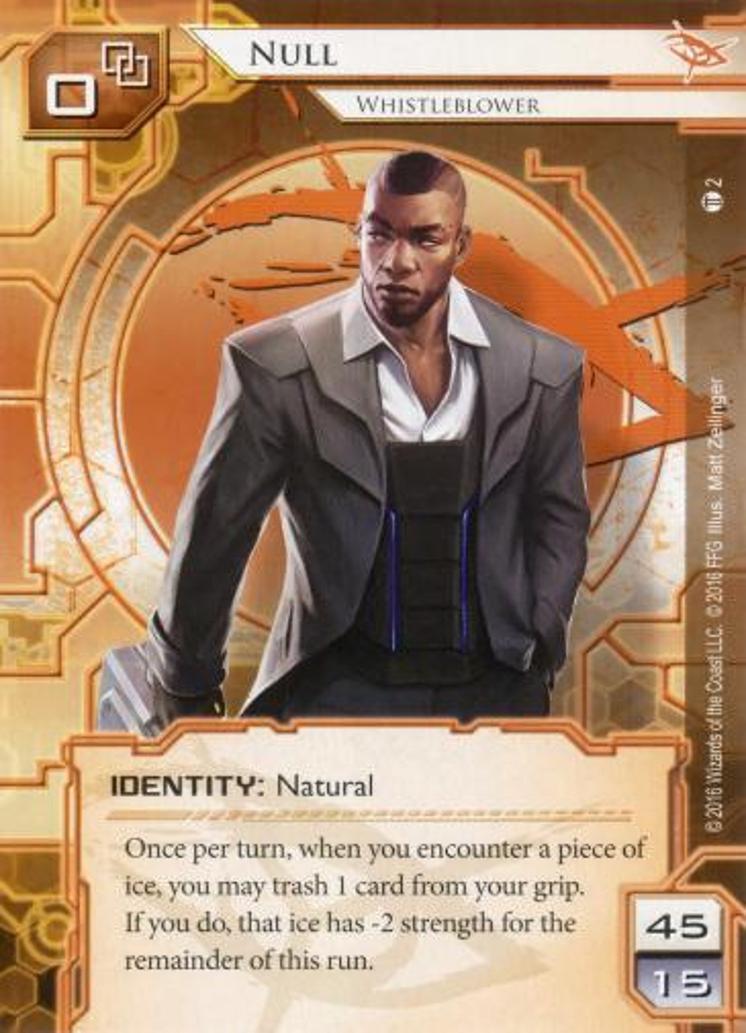 0
NULL
WHISTLEBLOWER
2
©2016 Wizards of the Coast LLC. ©2016 FFG Illus. Matt Zeilinger
IDENTITY: Natural
Once per turn, when you encounter a piece of
ice, you may trash 1 card from your grip.
If you do, that ice has -2 strength for the
remainder of this run.
45
15